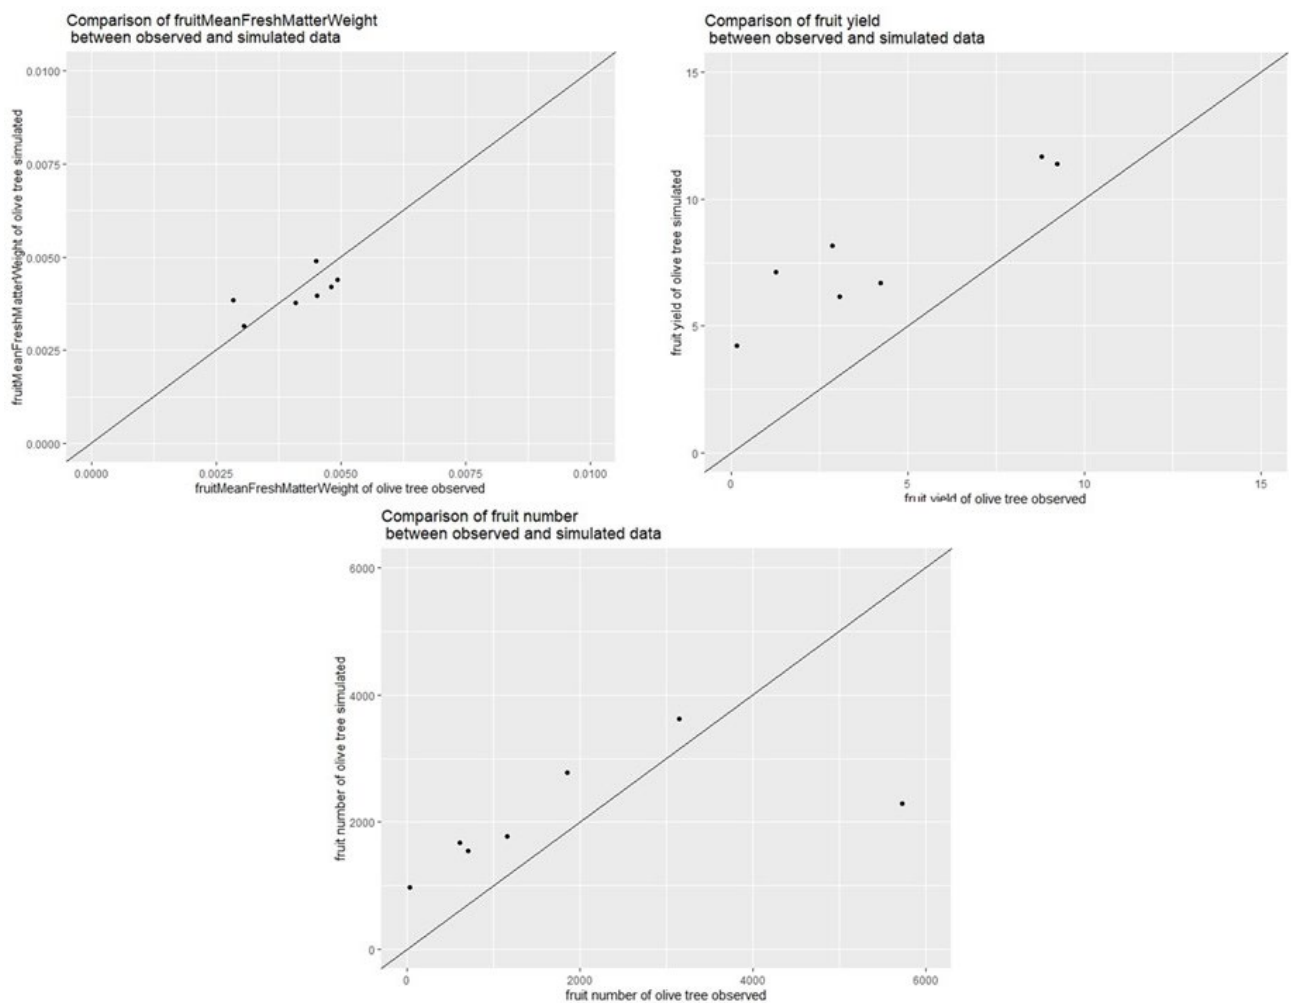 Comparison of fruitMeanFreshMatterWeight
between observed and simulated data
0.0100
0.0075
0.0050
0.0025
0.0000
fruitMeanFreshMatterWeight of olive tree simulated
0.0000 0.0025 0.0050 0.0075 0.0100
fruitMeanFreshMatterWeight of olive tree observed
Comparison of fruit yield
between observed and simulated data
15
10
5
0
fruit yield of olive tree simulated
0 5 10 15
fruit yield of olive tree observed
Comparison of fruit number
between observed and simulated data
6000
4000
2000
0
fruit number of olive tree simulated
0 2000 4000 6000
fruit number of olive tree observed